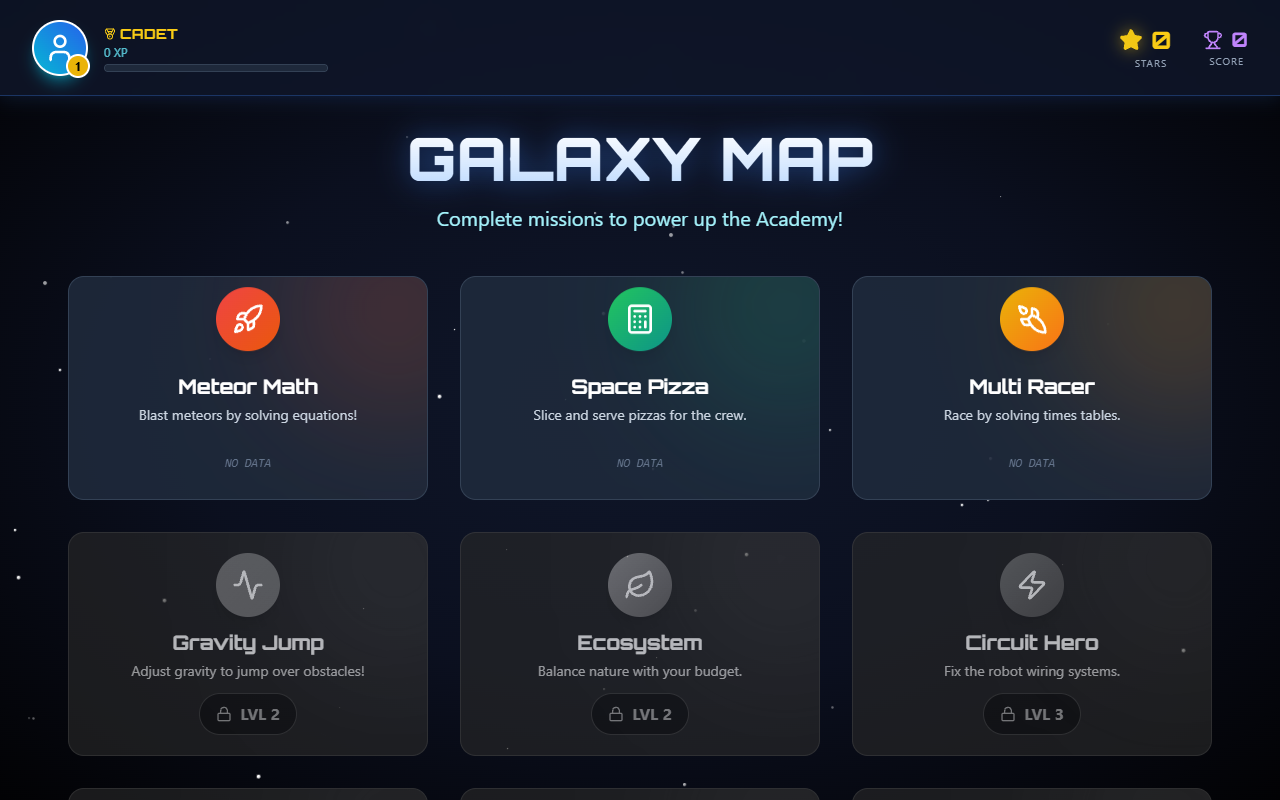 CADET
0 XP
1
0
STARS
0
SCORE
GALAXY MAP
Complete missions to power up the Academy!
Meteor Math
Blast meteors by solving equations!
NO DATA
Space Pizza
Slice and serve pizzas for the crew.
NO DATA
Multi Racer
Race by solving times tables.
NO DATA
Gravity Jump
Adjust gravity to jump over obstacles!
LVL 2
Ecosystem
Balance nature with your budget.
LVL 2
Circuit Hero
Fix the robot wiring systems.
LVL 3